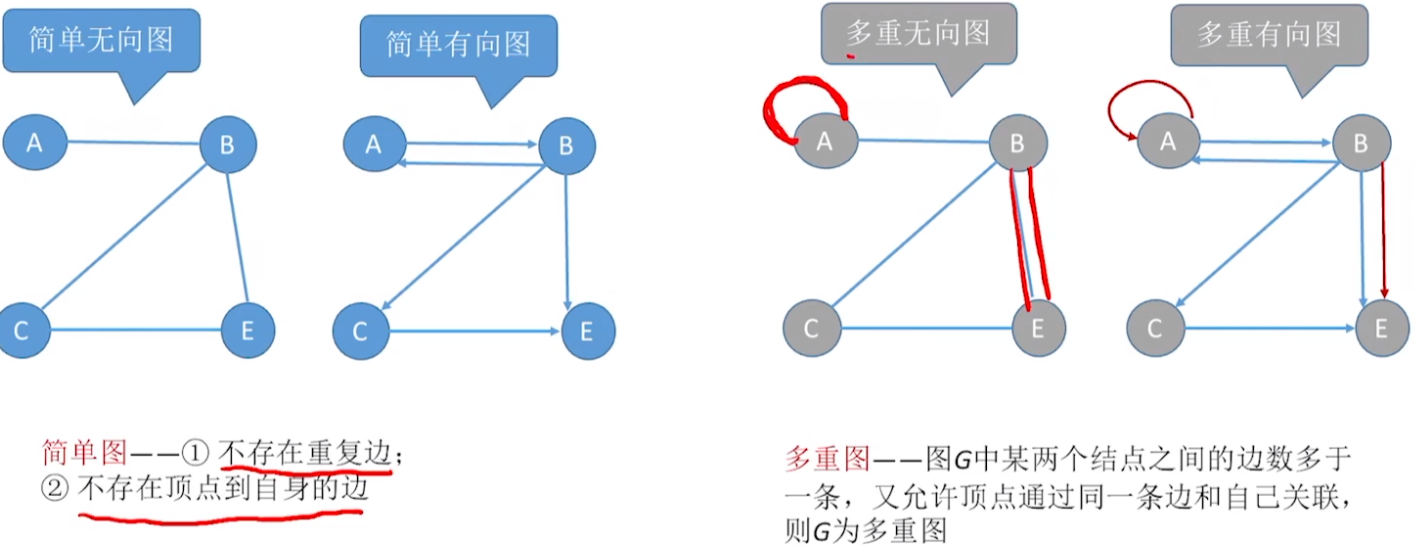 简单无向图
简单有向图
多重无向图
多重有向图
A
B
C
E
A
B
C
E
A
B
C
E
A
B
C
E
简单图——① 不存在重复边;
② 不存在顶点到自身的边
多重图——图G中某两个结点之间的边数多于
一条，又允许顶点通过同一条边和自己关联，
则G为多重图